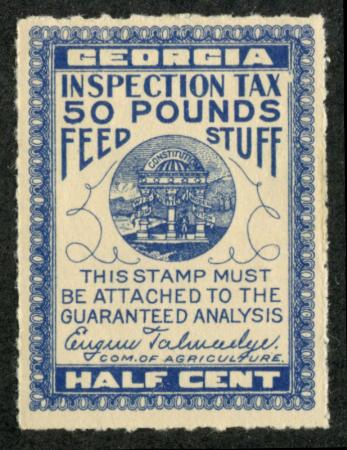 GEORGIA
INSPECTION TAX
50 POUNDS
FEED STUFF
CONSTITUTION
THIS STAMP MUST
BE ATTACHED TO THE
GUARANTEED ANALYSIS
Eugene Talmadge.
COM. OF AGRICULTURE.
HALF CENT